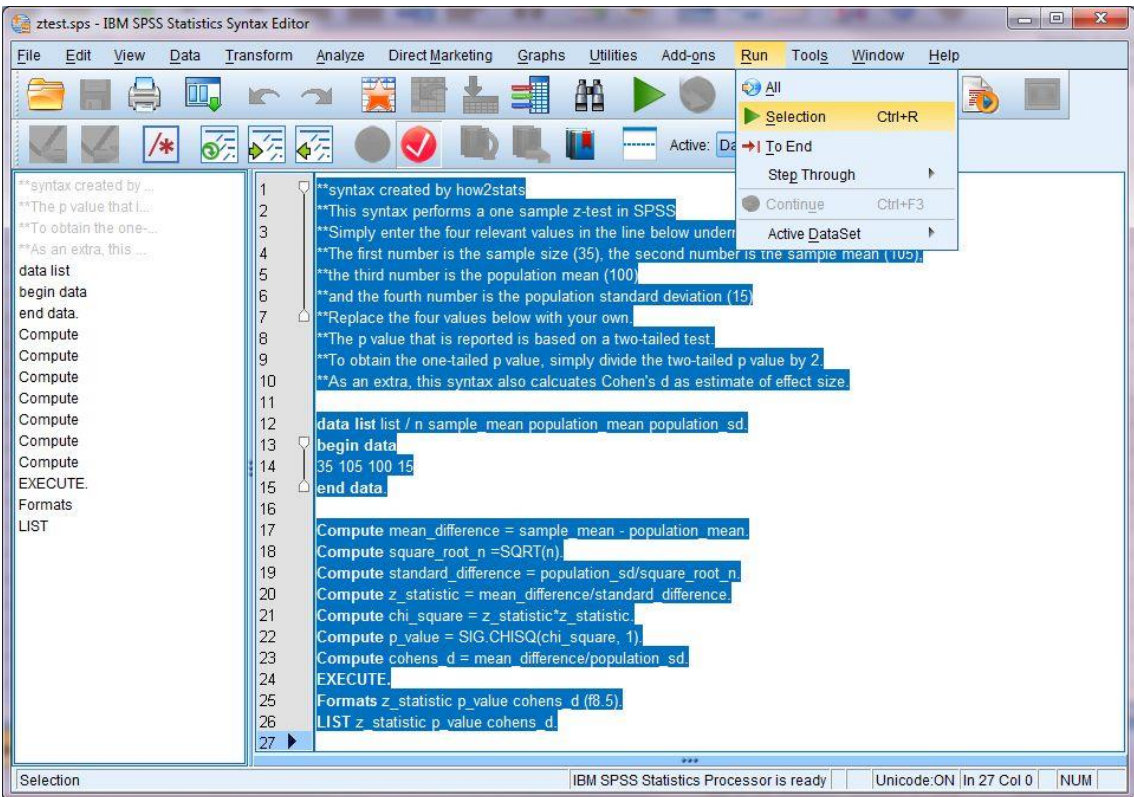 ztest.sps - IBM SPSS Statistics Syntax Editor
File Edit View Data Transform Analyze Direct Marketing Graphs Utilities Add-ons Run Tools Window Help
All
Selection Ctrl+R
To End
Step Through
Continue Ctrl+F3
Active DataSet
Active: Da
**syntax created by ...
**The p value that i...
**To obtain the one-...
**As an extra, this ...
data list
begin data
end data.
Compute
Compute
Compute
Compute
Compute
Compute
Compute
EXECUTE.
Formats
LIST
1 **syntax created by how2stats
2 **This syntax performs a one sample z-test in SPSS
3 **Simply enter the four relevant values in the line below undern
4 **The first number is the sample size (35), the second number is the sample mean (105),
5 **the third number is the population mean (100)
6 **and the fourth number is the population standard deviation (15)
7 **Replace the four values below with your own.
8 **The p value that is reported is based on a two-tailed test.
9 **To obtain the one-tailed p value, simply divide the two-tailed p value by 2.
10 **As an extra, this syntax also calcuates Cohen's d as estimate of effect size.
11
12 data list list / n sample_mean population_mean population_sd.
13 begin data
14 35 105 100 15
15 end data.
16
17 Compute mean_difference = sample_mean - population_mean.
18 Compute square_root_n =SQRT(n).
19 Compute standard_difference = population_sd/square_root_n.
20 Compute z_statistic = mean_difference/standard_difference.
21 Compute chi_square = z_statistic*z_statistic.
22 Compute p_value = SIG.CHISQ(chi_square, 1).
23 Compute cohens_d = mean_difference/population_sd.
24 EXECUTE.
25 Formats z_statistic p_value cohens_d (f8.5).
26 LIST z_statistic p_value cohens_d.
27
Selection IBM SPSS Statistics Processor is ready Unicode:ON In 27 Col 0 NUM